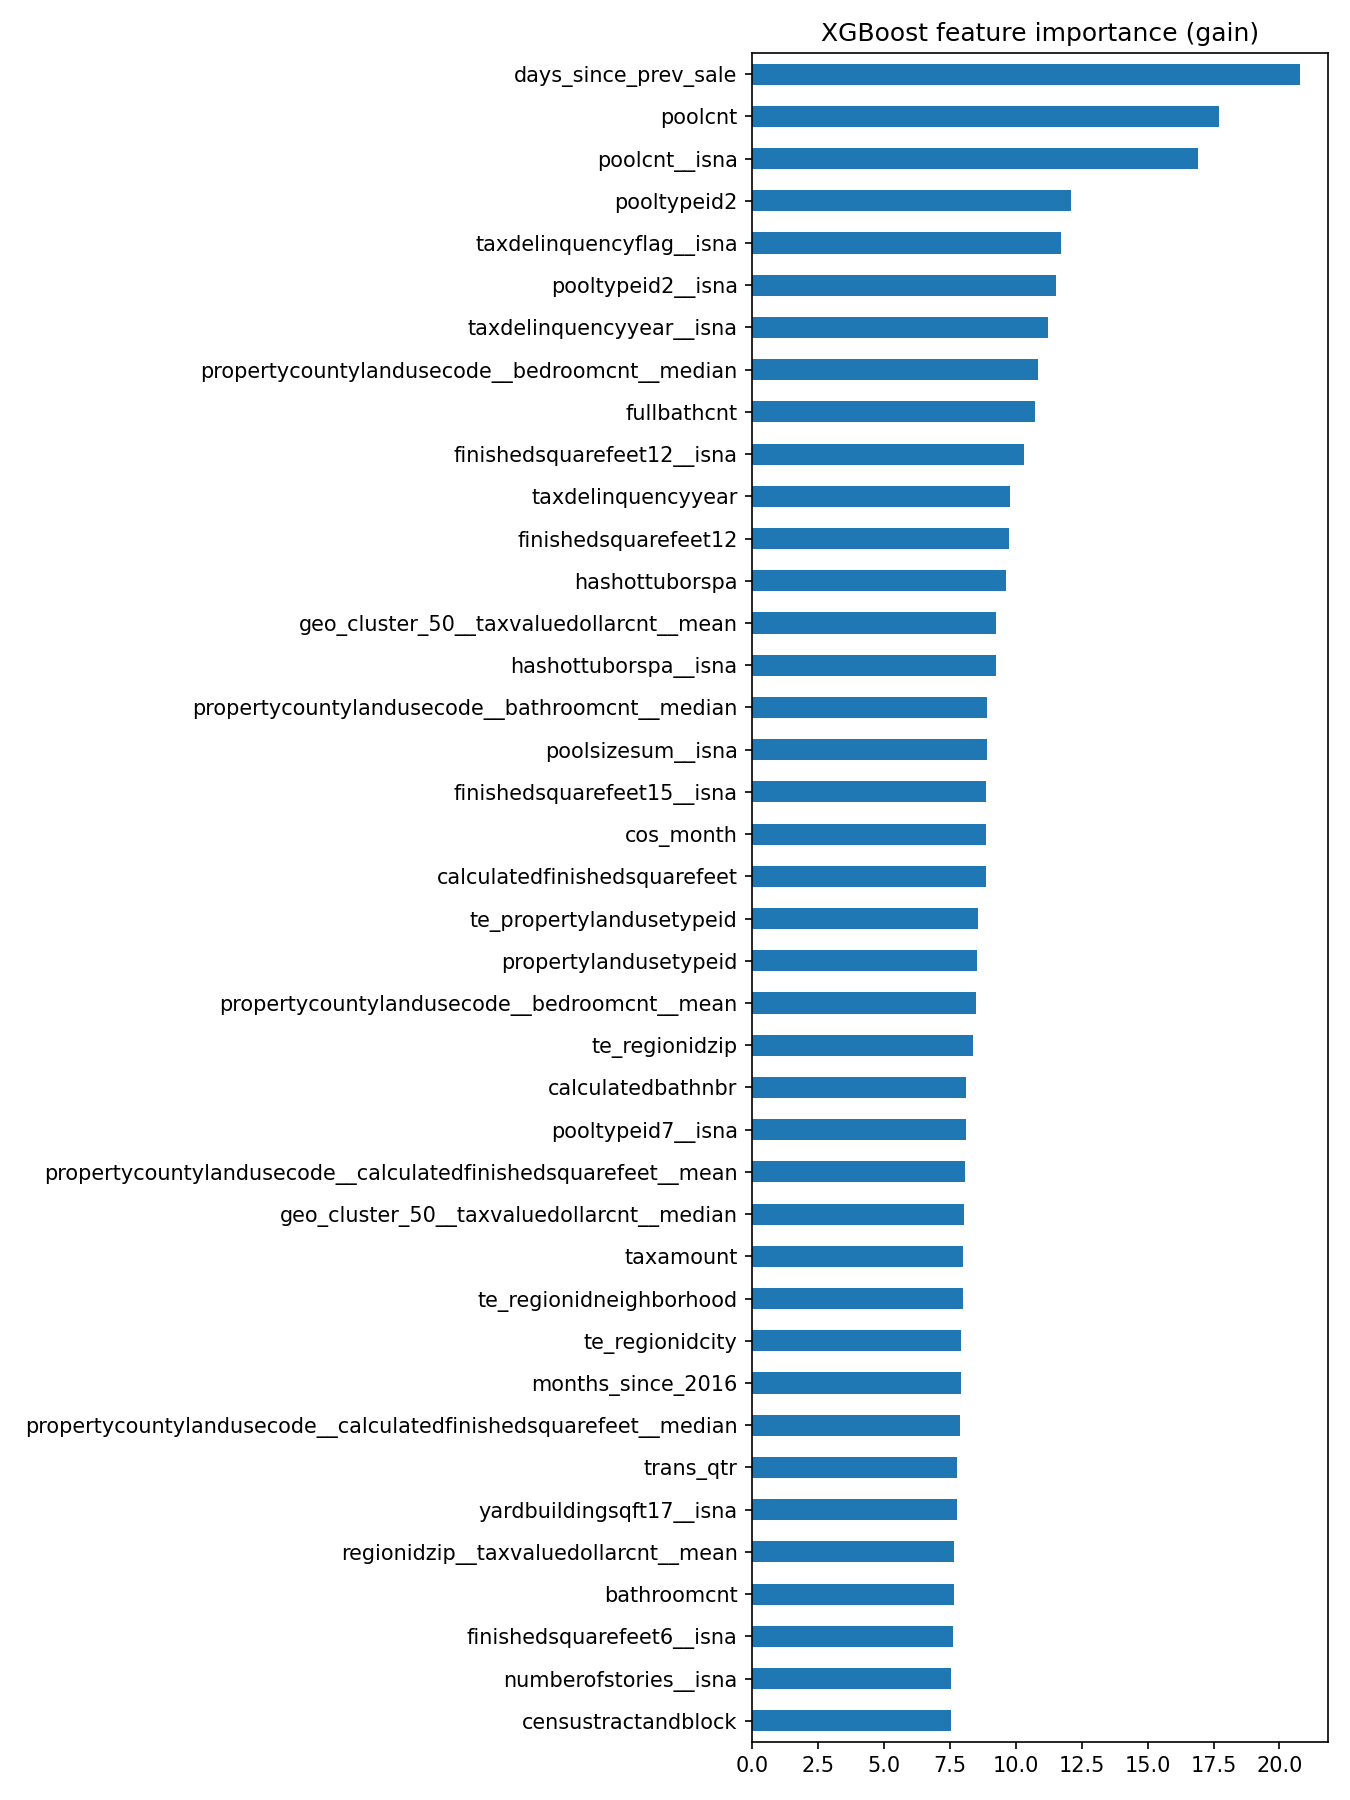 XGBoost feature importance (gain)
days_since_prev_sale
poolcnt
poolcnt__isna
pooltypeid2
taxdelinquencyflag__isna
pooltypeid2__isna
taxdelinquencyyear__isna
propertycountylandusecode__bedroomcnt__median
fullbathcnt
finishedsquarefeet12__isna
taxdelinquencyyear
finishedsquarefeet12
hashottuborspa
geo_cluster_50__taxvaluedollarcnt__mean
hashottuborspa__isna
propertycountylandusecode__bathroomcnt__median
poolsizesum__isna
finishedsquarefeet15__isna
cos_month
calculatedfinishedsquarefeet
te_propertylandusetypeid
propertylandusetypeid
propertycountylandusecode__bedroomcnt__mean
te_regionidzip
calculatedbathnbr
pooltypeid7__isna
propertycountylandusecode__calculatedfinishedsquarefeet__mean
geo_cluster_50__taxvaluedollarcnt__median
taxamount
te_regionidneighborhood
te_regionidcity
months_since_2016
propertycountylandusecode__calculatedfinishedsquarefeet__median
trans_qtr
yardbuildingsqft17__isna
regionidzip__taxvaluedollarcnt__mean
bathroomcnt
finishedsquarefeet6__isna
numberofstories__isna
censustractandblock
0.0 2.5 5.0 7.5 10.0 12.5 15.0 17.5 20.0